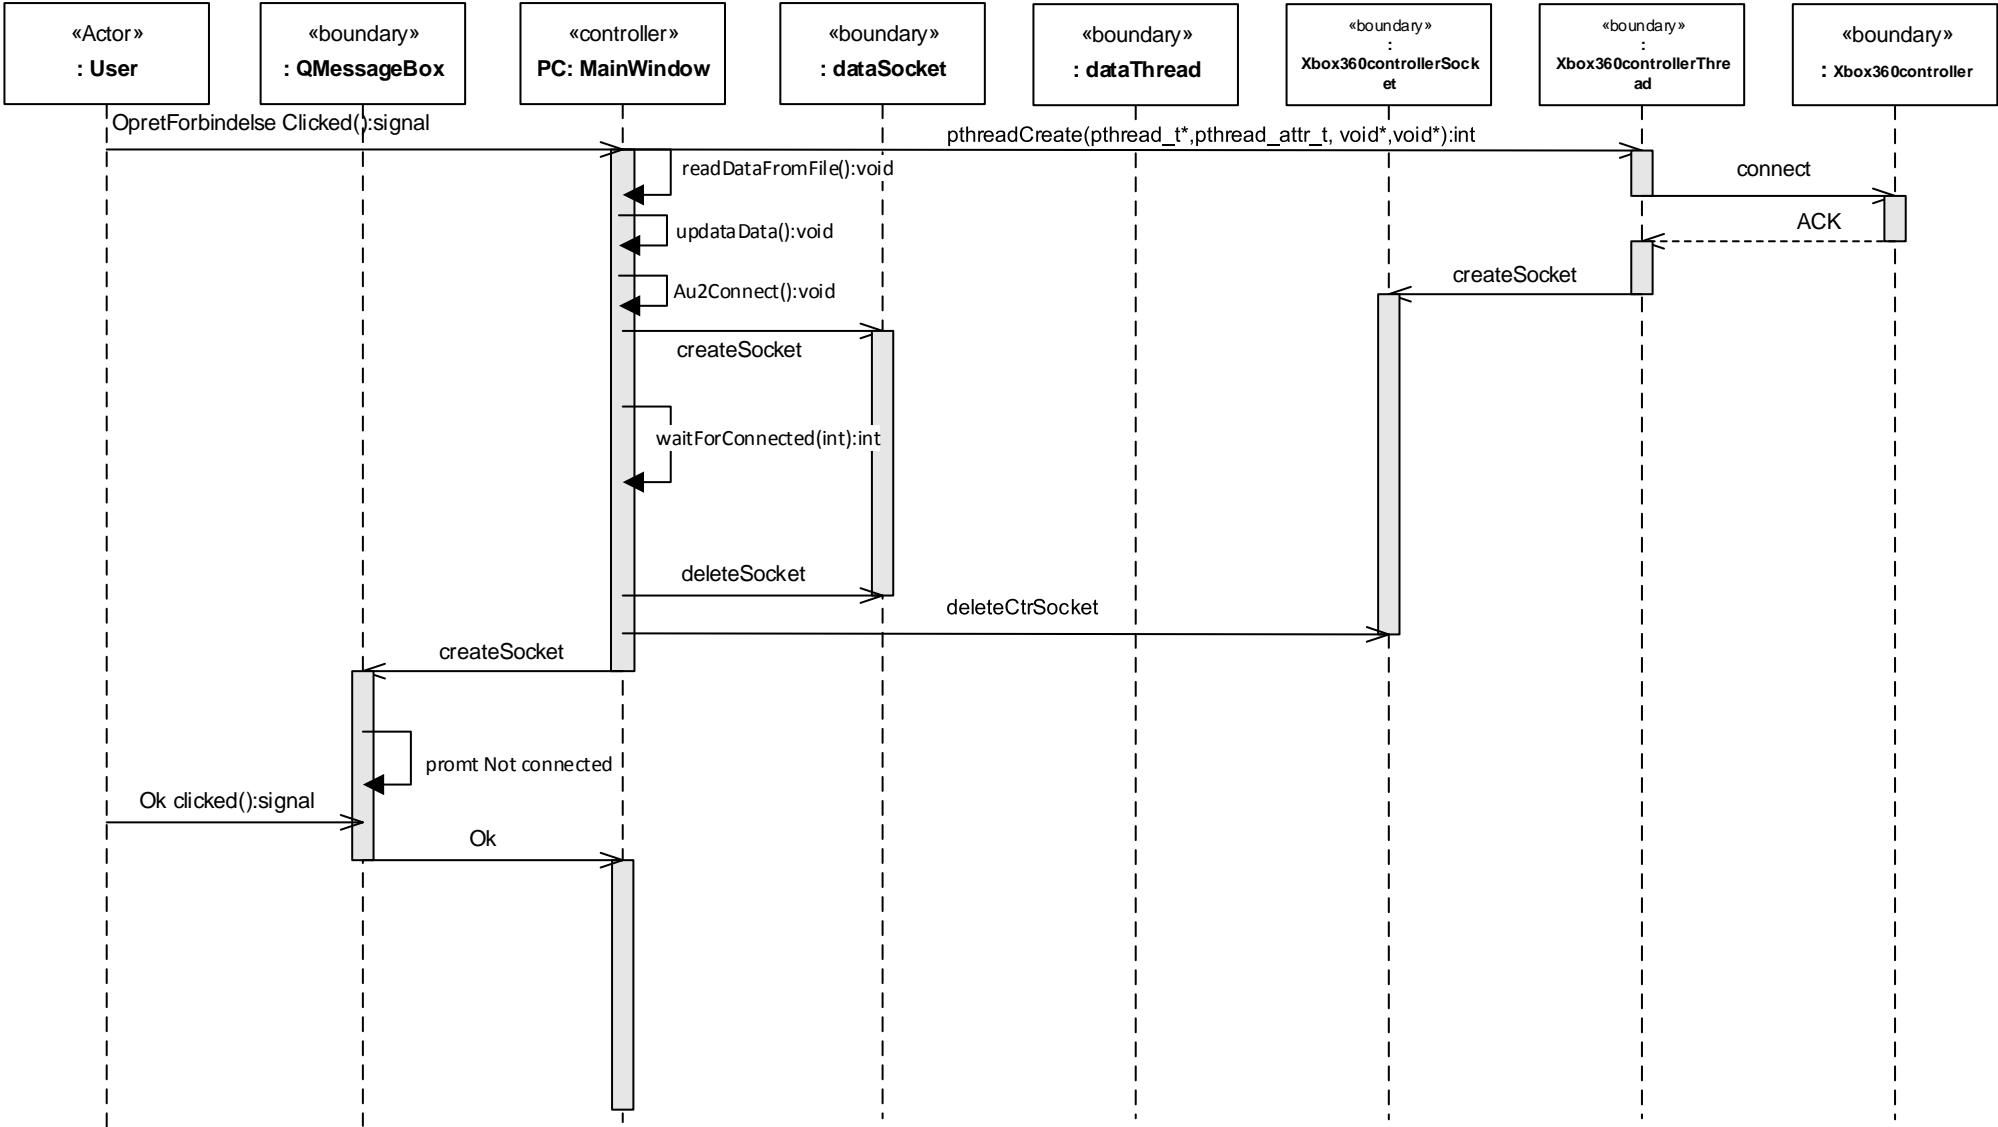 «Actor»
: User
«boundary»
: QMessageBox
«controller»
PC: MainWindow
«boundary»
: dataSocket
«boundary»
: dataThread
«boundary»
:
Xbox360controllerSock
et
«boundary»
:
Xbox360controllerThre
ad
«boundary»
: Xbox360controller
OpretForbindelse Clicked():signal
pthreadCreate(pthread_t*,pthread_attr_t, void*,void*):int
readDataFromFile():void
connect
updataData():void
ACK
Au2Connect():void
createSocket
createSocket
waitForConnected(int):int
deleteSocket
deleteCtrSocket
createSocket
promt Not connected
Ok clicked():signal
Ok